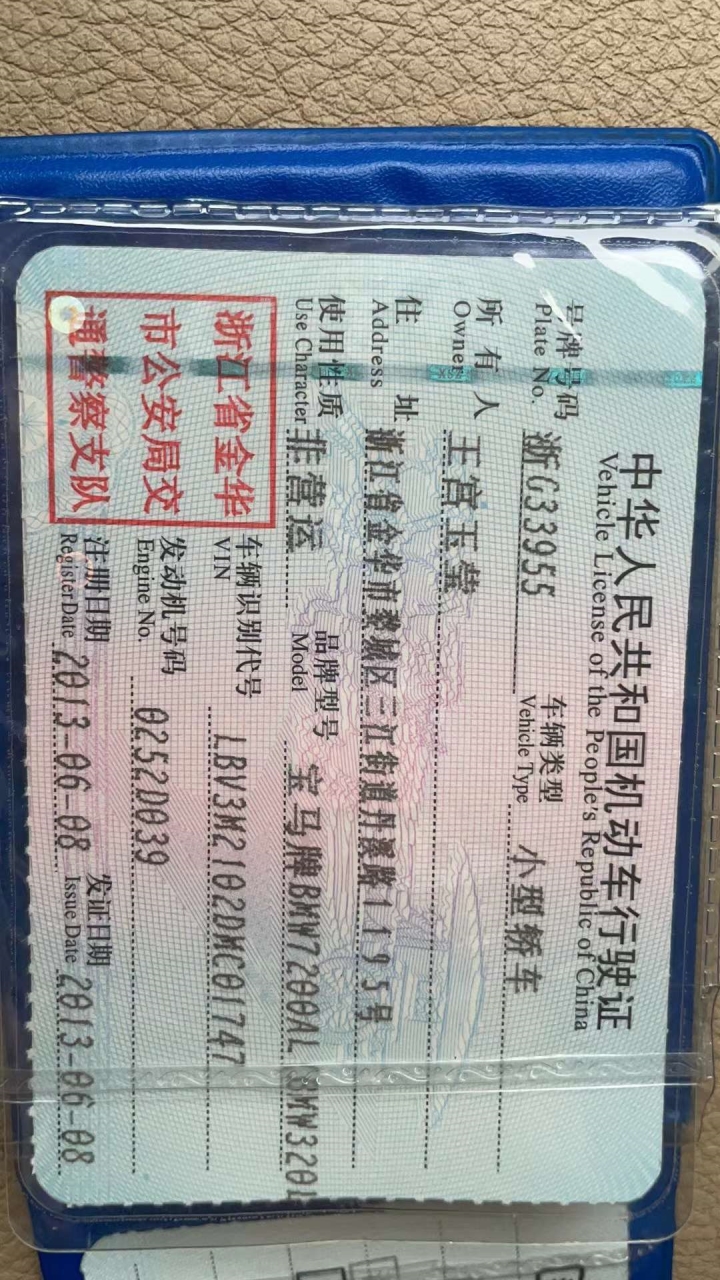 中华人民共和国机动车行驶证
Vehicle License of the People's Republic of China
号牌号码 浙G33955 车辆类型 小型轿车
Plate No. Vehicle Type
所有人 王宫玉莹
Owner
住址 浙江省金华市婺城区三江街道丹溪路1195号
Address
使用性质 非营运 品牌型号 宝马牌BMW7200AL BMW320L
Use Character Model
浙江省金华
市公安局交
通警察支队
车辆识别代号 LBV3M2102DMC01747
VIN
发动机号码 0252D039
Engine No.
注册日期 2013-06-08 发证日期 2013-06-08
Register Date Issue Date